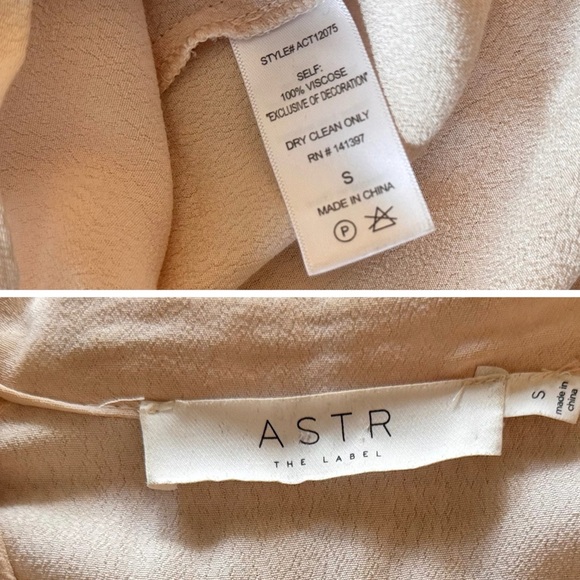 STYLE# ACT12075
SELF:
100% VISCOSE
"EXCLUSIVE OF DECORATION"
DRY CLEAN ONLY
RN # 141397
S
MADE IN CHINA
P
ASTR
THE LABEL
S
made in
china